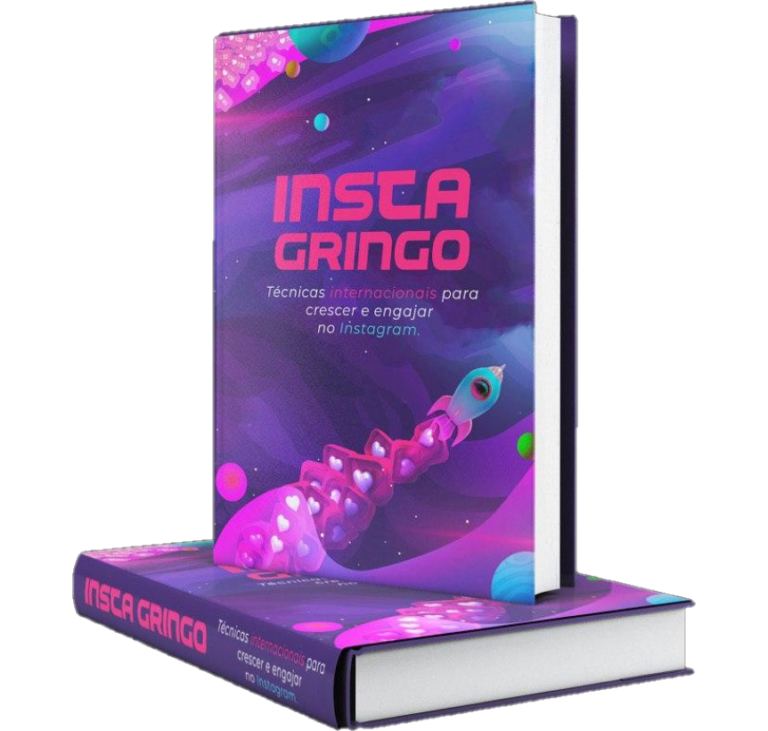 INSTA
GRINGO
Técnicas internacionais para
crescer e engajar
no Instagram.
INSTA GRINGO
Técnicas internacionais para
crescer e engajar
no Instagram.